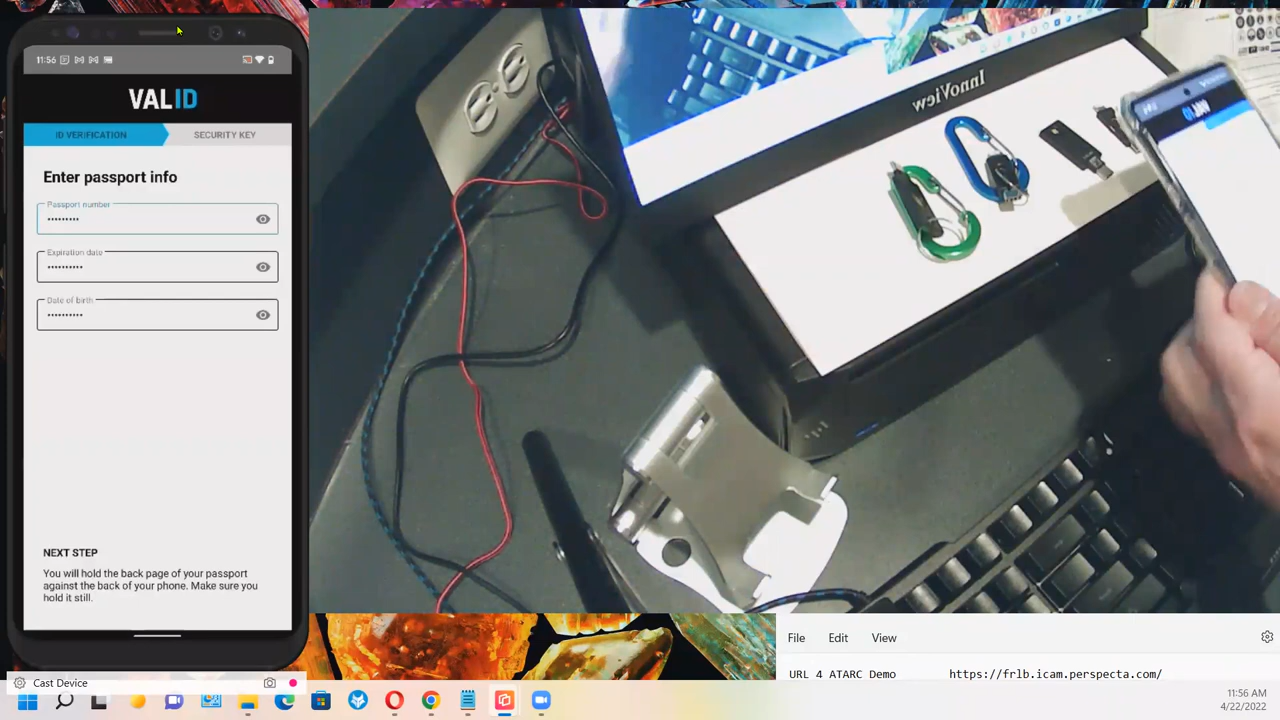 11:56
VALID
ID VERIFICATION
SECURITY KEY
Enter passport info
Passport number
•••••••••
Expiration date
••••••••••
Date of birth
••••••••••
NEXT STEP
You will hold the back page of your passport
against the back of your phone. Make sure you
hold it still.
Cast Device
InnoView
VALID
File Edit View
URL 4 ATARC Demo https://frlb.icam.perspecta.com/
11:56 AM
4/22/2022